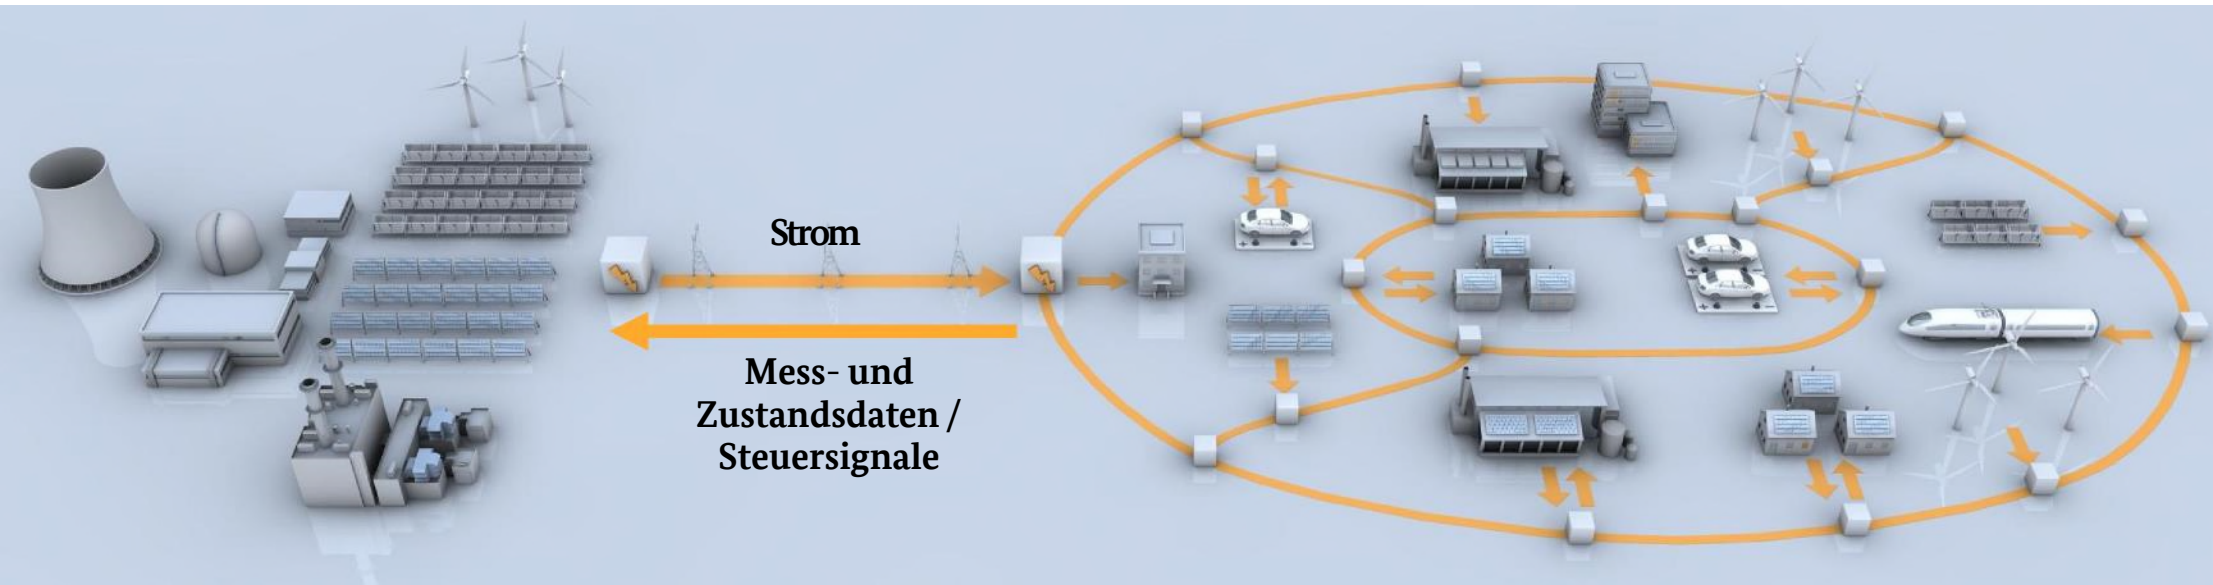 Strom
Mess- und
Zustandsdaten /
Steuersignale